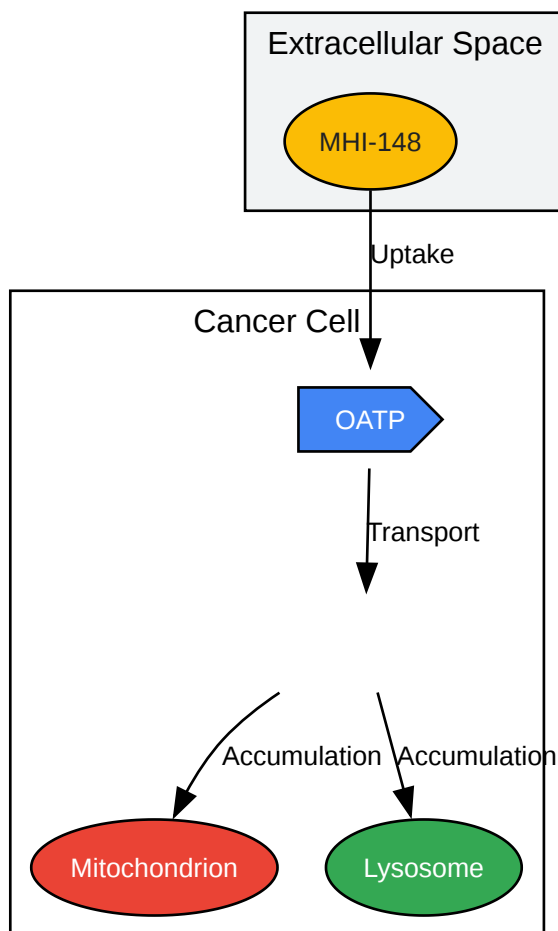 Extracellular Space
MHI-148
Uptake
Cancer Cell
OATP
Transport
Accumulation
Accumulation
Mitochondrion
Lysosome